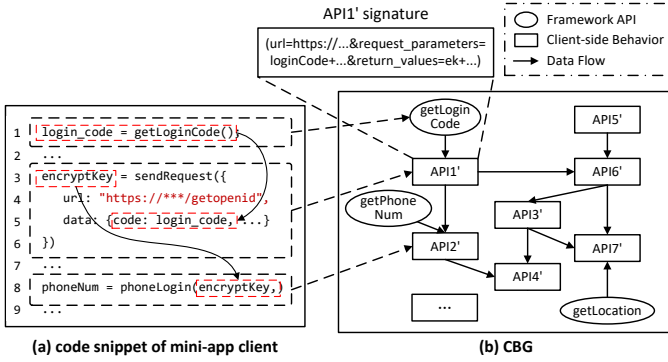 API1' signature
(url=https://...&request_parameters=
loginCode+...&return_values=ek+...)
Framework API
Client-side Behavior
Data Flow
1 login_code = getLoginCode();
2 ...
3 encryptKey = sendRequest({
4 url: "https://***/getopenid",
5 data: {code: login_code, ...}
6 })
7 ...
8 phoneNum = phoneLogin(encryptKey,)
9 ...
getLogin
Code
API5'
API1'
API6'
getPhone
Num
API3'
API2'
API7'
API4'
...
getLocation
(a) code snippet of mini-app client
(b) CBG